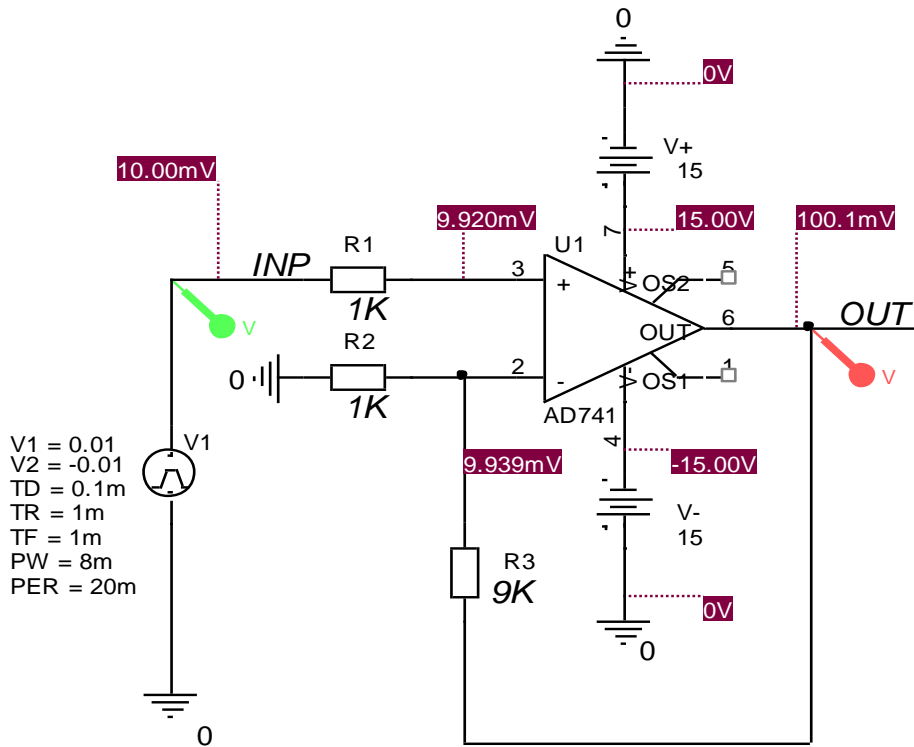 0
0V
V+
15
10.00mV
9.920mV
7
15.00V
100.1mV
INP
R1
1K
3
U1
+
V+
OS2
5
OUT
6
OUT
V
V
R2
0
1K
2
-
V-
OS1
1
AD741
4
9.939mV
-15.00V
V1 = 0.01
V2 = -0.01
TD = 0.1m
TR = 1m
TF = 1m
PW = 8m
PER = 20m
V1
V-
15
R3
9K
0V
0
0